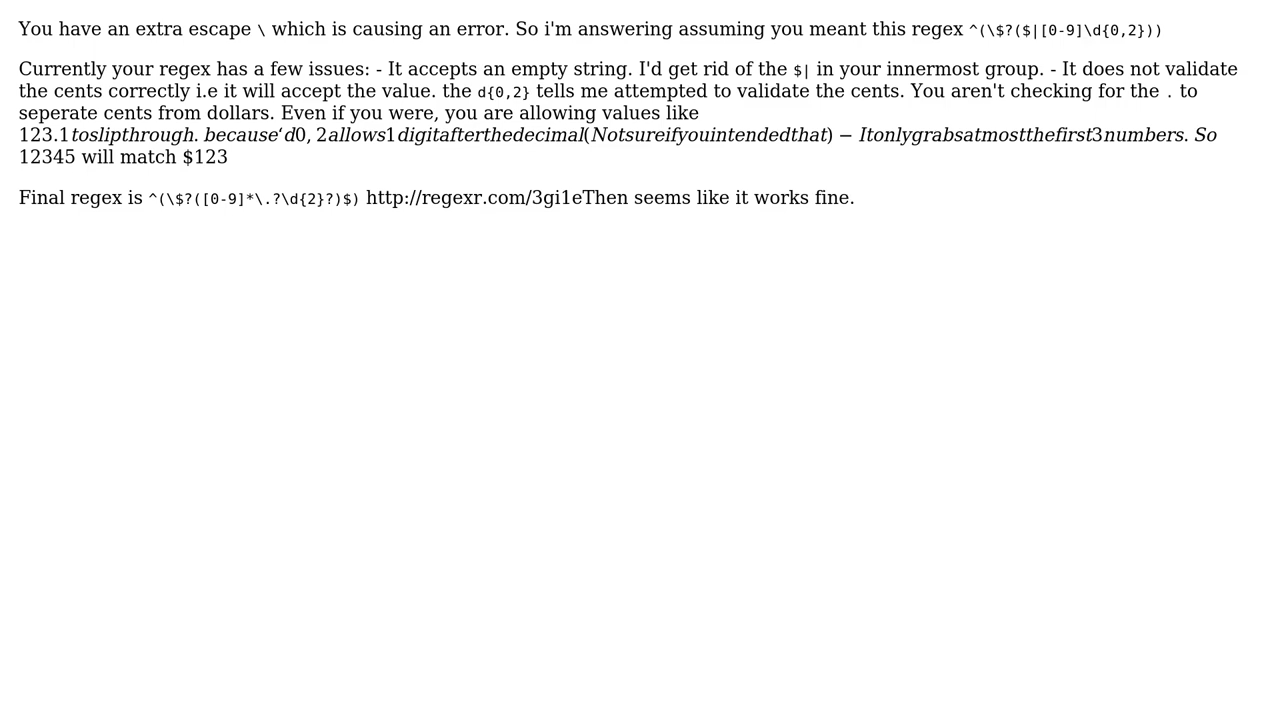 You have an extra escape \ which is causing an error. So i'm answering assuming you meant this regex ^(\$?($|[0-9]\d{0,2}))
Currently your regex has a few issues: - It accepts an empty string. I'd get rid of the $| in your innermost group. - It does not validate
the cents correctly i.e it will accept the value. the d{0,2} tells me attempted to validate the cents. You aren't checking for the . to
seperate cents from dollars. Even if you were, you are allowing values like
123.1toslipthrough. because‘d0, 2allows1digitafterthedecimal(Notsureifyouintendedthat) − Itonlygrabsatmostthefirst3numbers. So
12345 will match $123
Final regex is ^(\$?([0-9]*\.?\d{2}?)$) http://regexr.com/3gi1eThen seems like it works fine.